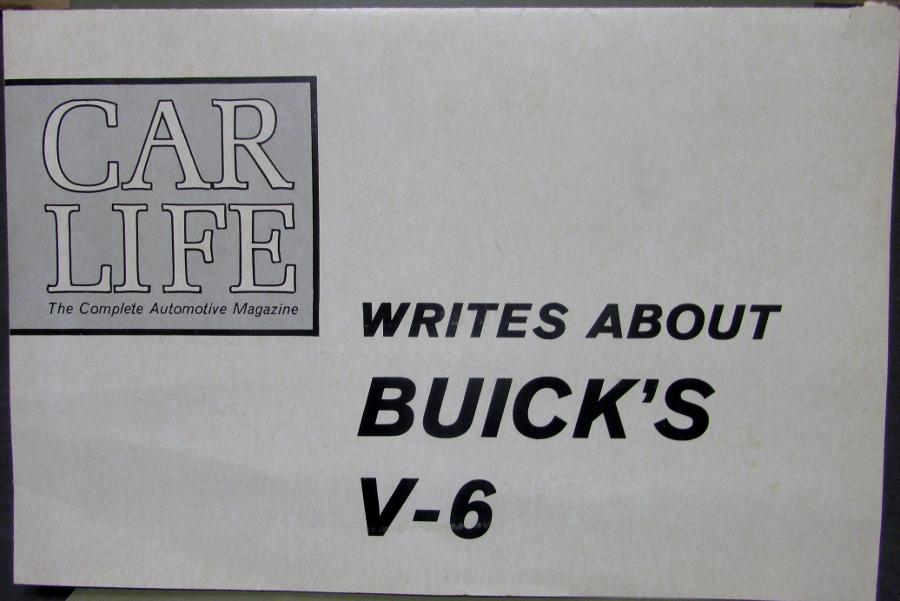 CAR
LIFE
The Complete Automotive Magazine
WRITES ABOUT
BUICK'S
V-6